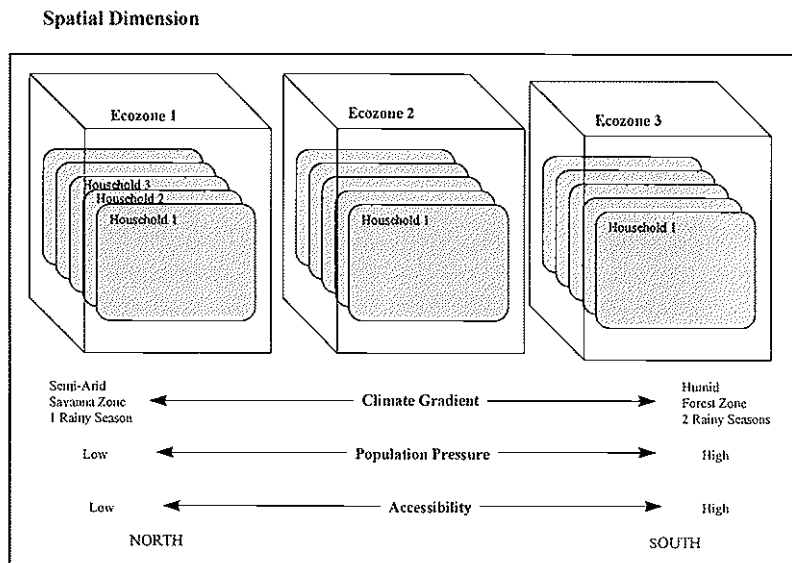 Spatial Dimension
Ecozone 1
Household 3
Household 2
Household 1
Ecozone 2
Household 1
Ecozone 3
Household 1
Semi-Arid
Savanna Zone
1 Rainy Season
Climate Gradient
Humid
Forest Zone
2 Rainy Seasons
Low
Population Pressure
High
Low
Accessibility
High
NORTH
SOUTH